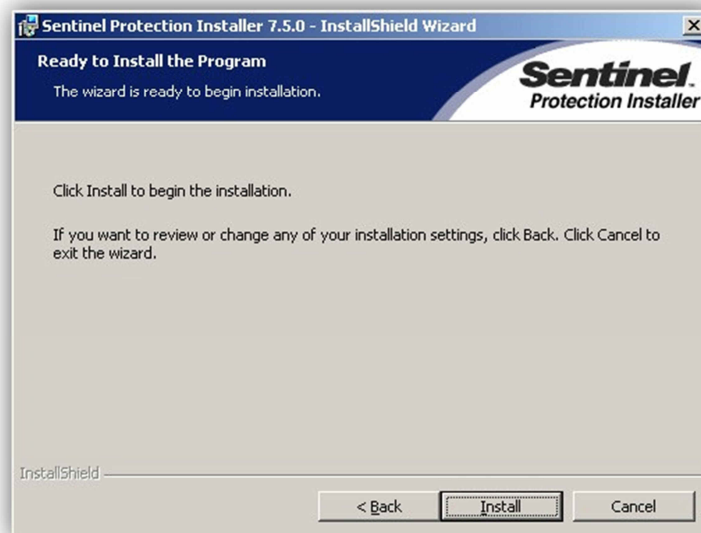 Sentinel Protection Installer 7.5.0 - InstallShield Wizard
Ready to Install the Program
The wizard is ready to begin installation.
Sentinel.
Protection Installer
Click Install to begin the installation.
If you want to review or change any of your installation settings, click Back. Click Cancel to
exit the wizard.
InstallShield
< Back
Install
Cancel